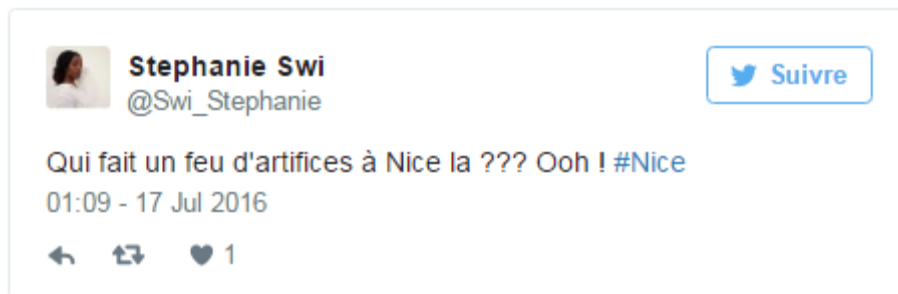 Stephanie Swi
@Swi_Stephanie
Suivre
Qui fait un feu d'artifices à Nice la ??? Ooh ! #Nice
01:09 - 17 Jul 2016
1